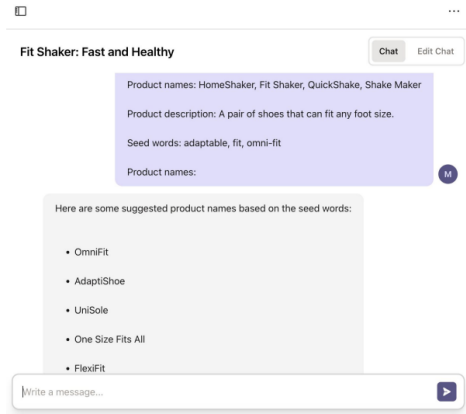 Fit Shaker: Fast and Healthy
Chat
Edit Chat
Product names: HomeShaker, Fit Shaker, QuickShake, Shake Maker
Product description: A pair of shoes that can fit any foot size.
Seed words: adaptable, fit, omni-fit
Product names:
M
Here are some suggested product names based on the seed words:
• OmniFit
• AdaptiShoe
• UniSole
• One Size Fits All
• FlexiFit
Write a message...